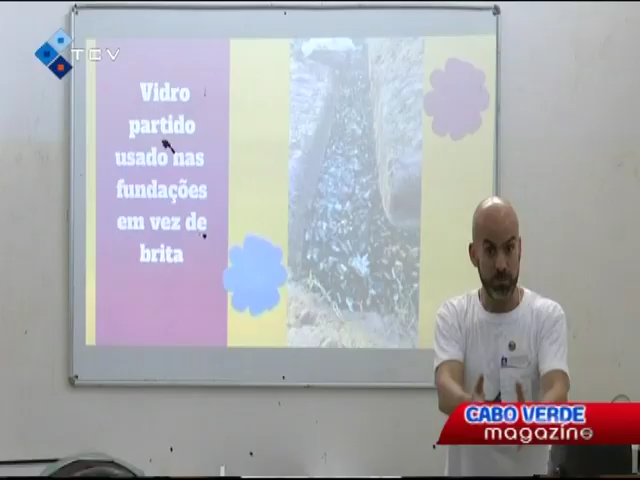 TCV
Vidro
partido
usado nas
fundações
em vez de
brita
CABO VERDE
magazine